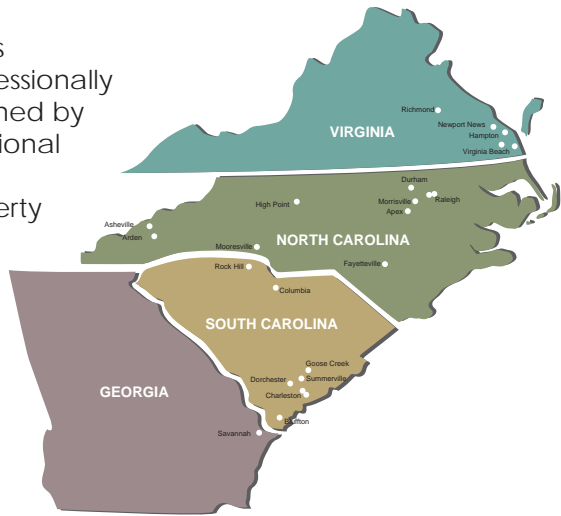 s
essionally
ned by
ional
erty
Richmond
VIRGINIA
Newport News
Hampton
Virginia Beach
Durham
High Point
Morrisville
Raleigh
Apex
Asheville
Arden
Mooresville
NORTH CAROLINA
Rock Hill
Fayetteville
Columbia
SOUTH CAROLINA
Goose Creek
Dorchester
Summerville
Charleston
GEORGIA
Bluffton
Savannah